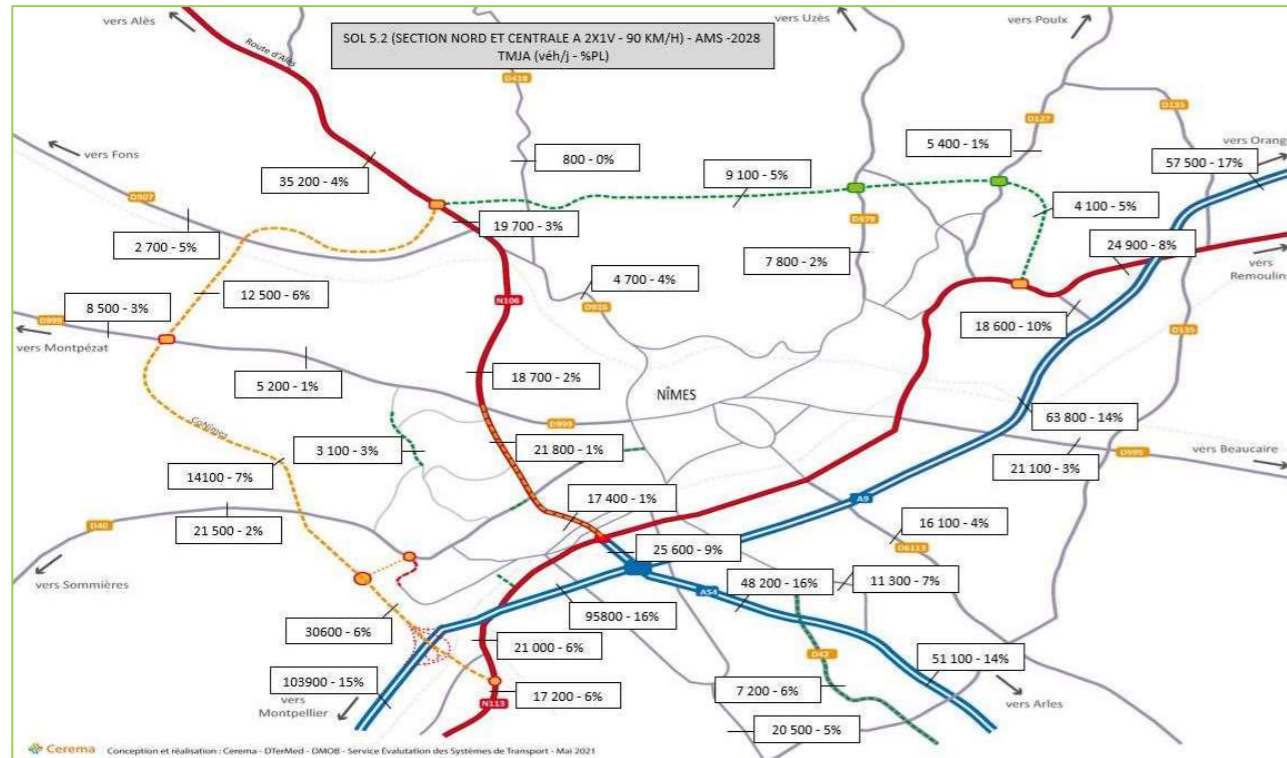 vers Alès
vers Uzès
vers Poulx
SOL 5.2 (SECTION NORD ET CENTRALE A 2X1V - 90 KM/H) - AMS -2028
TMJA (véh/j - %PL)
Route d'Alès
D418
D135
D127
vers Orange
vers Fons
800 - 0%
5 400 - 1%
57 500 - 17%
35 200 - 4%
9 100 - 5%
D907
4 100 - 5%
19 700 - 3%
D979
2 700 - 5%
24 900 - 8%
7 800 - 2%
vers
Remoulins
4 700 - 4%
12 500 - 6%
N106
D926
8 500 - 3%
D999
18 600 - 10%
D135
vers Montpézat
18 700 - 2%
5 200 - 1%
NÎMES
63 800 - 14%
D999
CoNîmes
21 800 - 1%
3 100 - 3%
vers Beaucaire
D999
21 100 - 3%
14100 - 7%
17 400 - 1%
A9
D40
21 500 - 2%
16 100 - 4%
D6113
25 600 - 9%
vers Sommières
48 200 - 16%
11 300 - 7%
A54
95800 - 16%
30600 - 6%
21 000 - 6%
D42
51 100 - 14%
103900 - 15%
17 200 - 6%
7 200 - 6%
vers
Montpellier
N113
vers Arles
20 500 - 5%
Cerema Conception et réalisation : Cerema - DTerMed - DMOB - Service Évalutation des Systèmes de Transport - Mai 2021